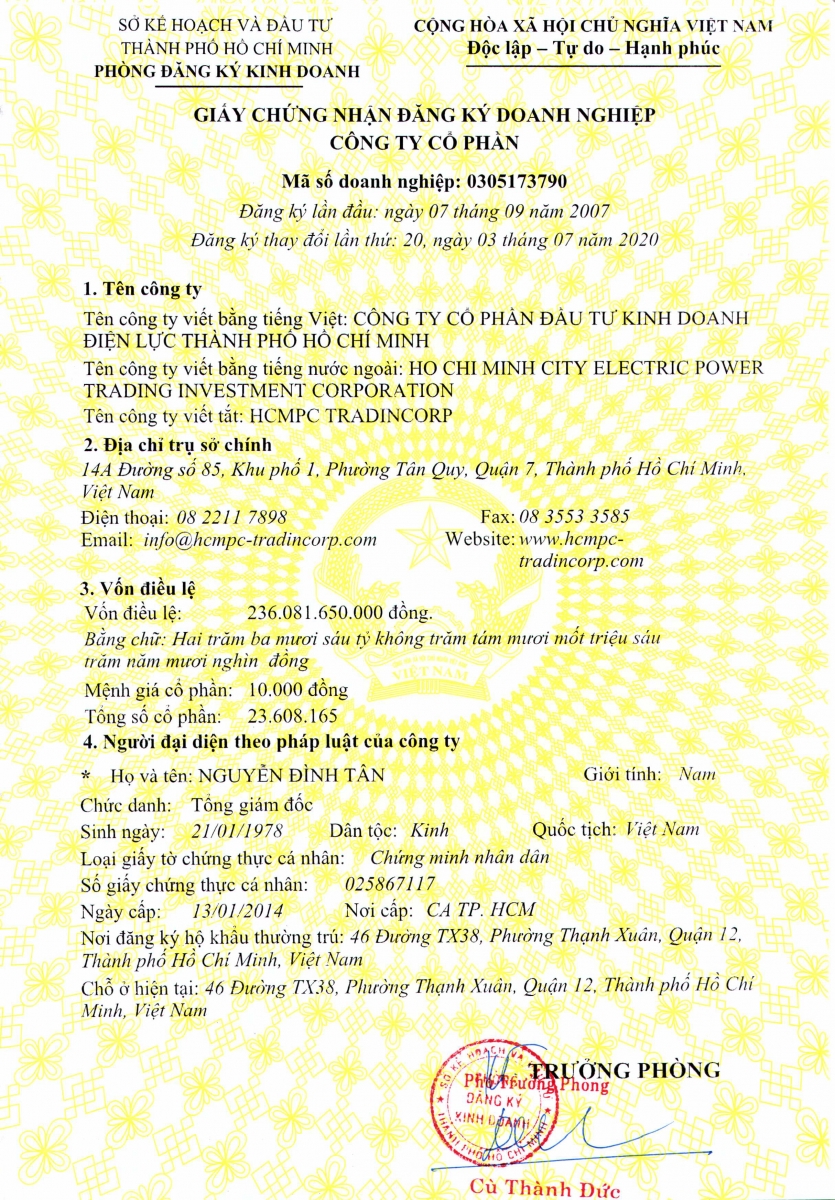 SỞ KẾ HOẠCH VÀ ĐẦU TƯ
THÀNH PHỐ HỒ CHÍ MINH
PHÒNG ĐĂNG KÝ KINH DOANH
CỘNG HÒA XÃ HỘI CHỦ NGHĨA VIỆT NAM
Độc lập – Tự do – Hạnh phúc
GIẤY CHỨNG NHẬN ĐĂNG KÝ DOANH NGHIỆP
CÔNG TY CỔ PHẦN
Mã số doanh nghiệp: 0305173790
Đăng ký lần đầu: ngày 07 tháng 09 năm 2007
Đăng ký thay đổi lần thứ: 20, ngày 03 tháng 07 năm 2020
1. Tên công ty
Tên công ty viết bằng tiếng Việt: CÔNG TY CỔ PHẦN ĐẦU TƯ KINH DOANH
ĐIỆN LỰC THÀNH PHỐ HỒ CHÍ MINH
Tên công ty viết bằng tiếng nước ngoài: HO CHI MINH CITY ELECTRIC POWER
TRADING INVESTMENT CORPORATION
Tên công ty viết tắt: HCMPC TRADINCORP
2. Địa chỉ trụ sở chính
14A Đường số 85, Khu phố 1, Phường Tân Quy, Quận 7, Thành phố Hồ Chí Minh,
Việt Nam
Điện thoại: 08 2211 7898 Fax: 08 3553 3585
Email: info@hcmpc-tradincorp.com Website: www.hcmpc-
tradincorp.com
3. Vốn điều lệ
Vốn điều lệ: 236.081.650.000 đồng.
Bằng chữ: Hai trăm ba mươi sáu tỷ không trăm tám mươi mốt triệu sáu
trăm năm mươi nghìn đồng
VIỆT NAM
Mệnh giá cổ phần: 10.000 đồng
Tổng số cổ phần: 23.608.165
4. Người đại diện theo pháp luật của công ty
* Họ và tên: NGUYỄN ĐÌNH TÂN Giới tính: Nam
Chức danh: Tổng giám đốc
Sinh ngày: 21/01/1978 Dân tộc: Kinh Quốc tịch: Việt Nam
Loại giấy tờ chứng thực cá nhân: Chứng minh nhân dân
Số giấy chứng thực cá nhân: 025867117
Ngày cấp: 13/01/2014 Nơi cấp: CA TP. HCM
Nơi đăng ký hộ khẩu thường trú: 46 Đường TX38, Phường Thạnh Xuân, Quận 12,
Thành phố Hồ Chí Minh, Việt Nam
Chỗ ở hiện tại: 46 Đường TX38, Phường Thạnh Xuân, Quận 12, Thành phố Hồ Chí
Minh, Việt Nam
TRƯỞNG PHÒNG
Phó Trưởng Phòng
SỞ KẾ HOẠCH VÀ
ĐĂNG KÝ
KINH DOANH
THÀNH PHỐ HỒ CHÍ MINH
Cù Thành Đức